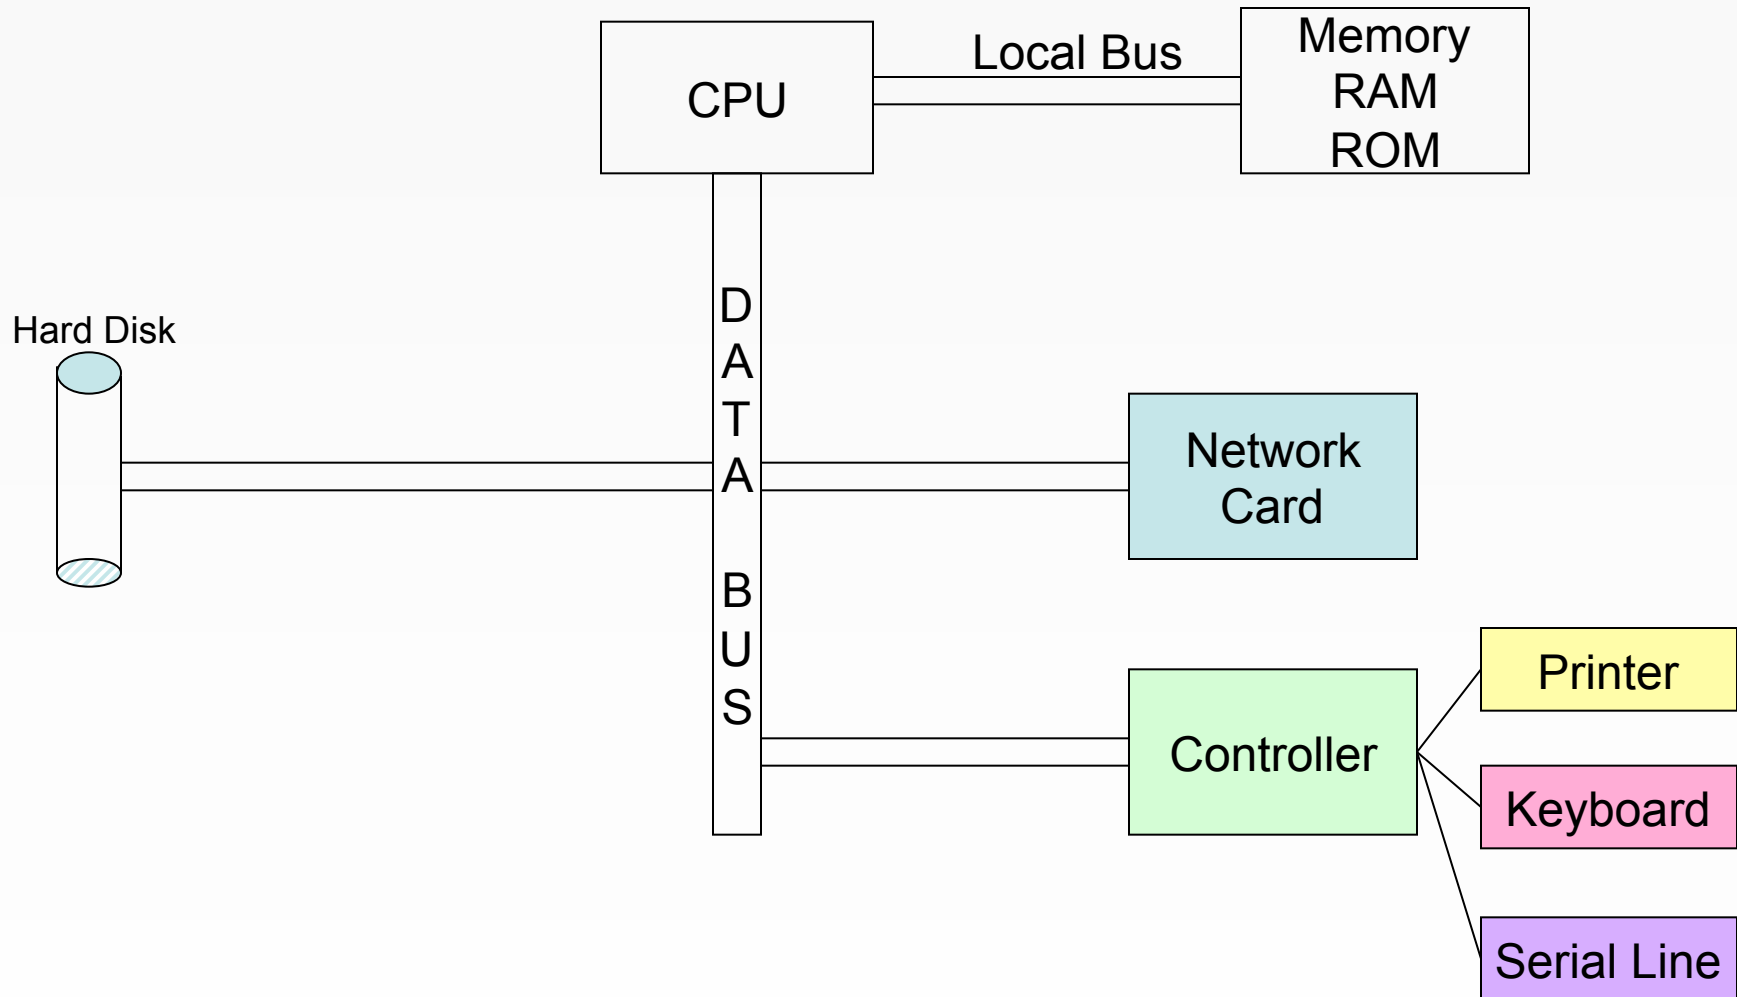 CPU
Local Bus
Memory
RAM
ROM
Hard Disk
D
A
T
A
B
U
S
Network
Card
Controller
Printer
Keyboard
Serial Line